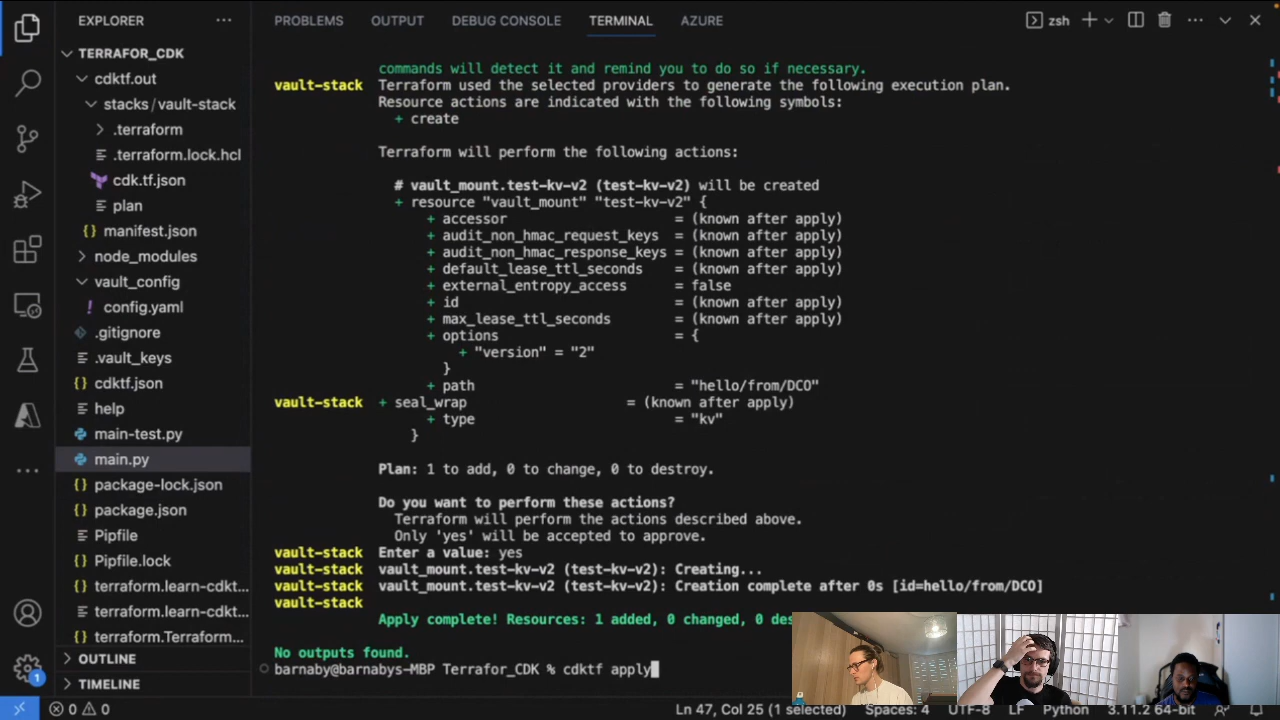 EXPLORER
TERRAFOR_CDK
cdktf.out
stacks/vault-stack
.terraform
.terraform.lock.hcl
cdk.tf.json
plan
manifest.json
node_modules
vault_config
config.yaml
.gitignore
.vault_keys
cdktf.json
help
main-test.py
main.py
package-lock.json
package.json
Pipfile
Pipfile.lock
terraform.learn-cdkt...
terraform.learn-cdkt...
terraform.Terraform...
OUTLINE
TIMELINE
PROBLEMS OUTPUT DEBUG CONSOLE TERMINAL AZURE
zsh
commands will detect it and remind you to do so if necessary.
vault-stack Terraform used the selected providers to generate the following execution plan.
Resource actions are indicated with the following symbols:
+ create
Terraform will perform the following actions:
# vault_mount.test-kv-v2 (test-kv-v2) will be created
+ resource "vault_mount" "test-kv-v2" {
+ accessor = (known after apply)
+ audit_non_hmac_request_keys = (known after apply)
+ audit_non_hmac_response_keys = (known after apply)
+ default_lease_ttl_seconds = (known after apply)
+ external_entropy_access = false
+ id = (known after apply)
+ max_lease_ttl_seconds = (known after apply)
+ options = {
+ "version" = "2"
}
+ path = "hello/from/DCO"
vault-stack + seal_wrap = (known after apply)
+ type = "kv"
}
Plan: 1 to add, 0 to change, 0 to destroy.
Do you want to perform these actions?
Terraform will perform the actions described above.
Only 'yes' will be accepted to approve.
vault-stack Enter a value: yes
vault-stack vault_mount.test-kv-v2 (test-kv-v2): Creating...
vault-stack vault_mount.test-kv-v2 (test-kv-v2): Creation complete after 0s [id=hello/from/DCO]
vault-stack
Apply complete! Resources: 1 added, 0 changed, 0 des
No outputs found.
barnaby@barnabys-MBP Terrafor_CDK % cdktf apply
1
0 0
Ln 47, Col 25 (1 selected) Spaces: 4 UTF-8 LF Python 3.11.2 64-bit